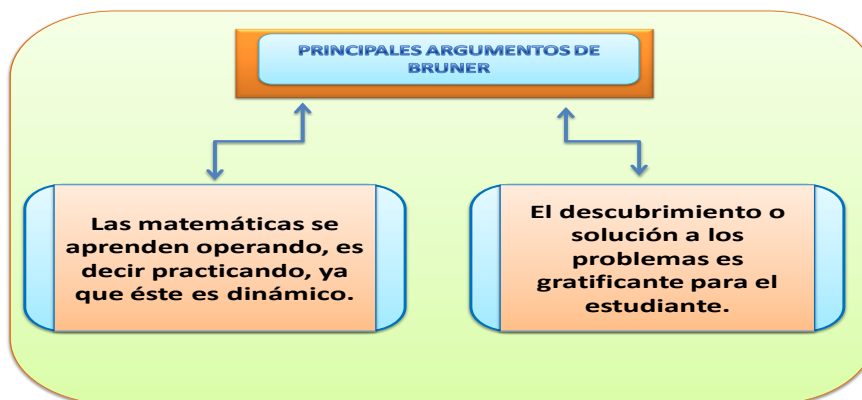 PRINCIPALES ARGUMENTOS DE
BRUNER
Las matemáticas se
aprenden operando, es
decir practicando, ya
que éste es dinámico.
El descubrimiento o
solución a los
problemas es
gratificante para el
estudiante.